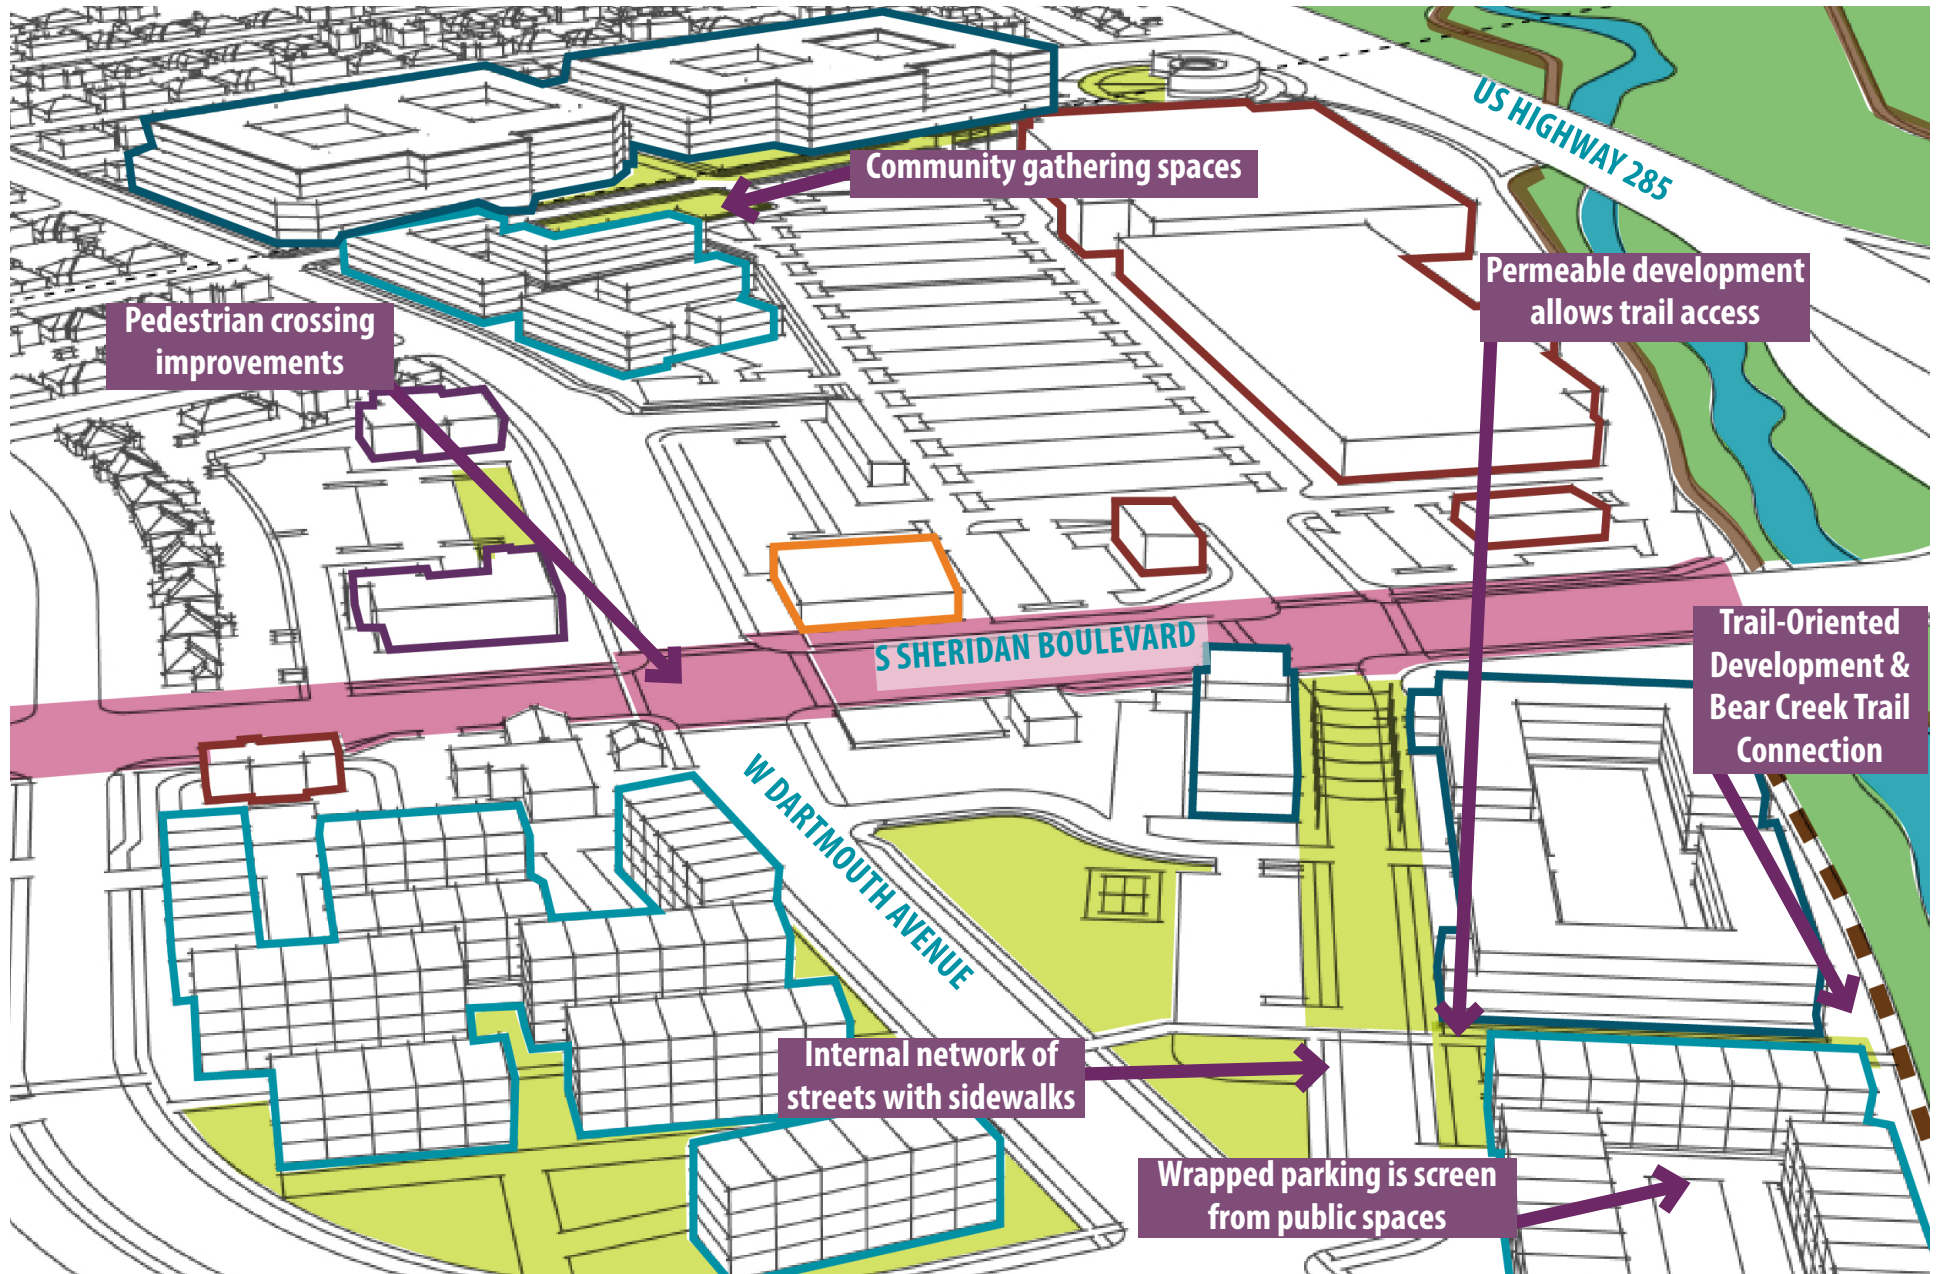 US HIGHWAY 285
Community gathering spaces
Permeable development
allows trail access
Pedestrian crossing
improvements
S SHERIDAN BOULEVARD
Trail-Oriented
Development &
Bear Creek Trail
Connection
W DARTMOUTH AVENUE
Internal network of
streets with sidewalks
Wrapped parking is screen
from public spaces